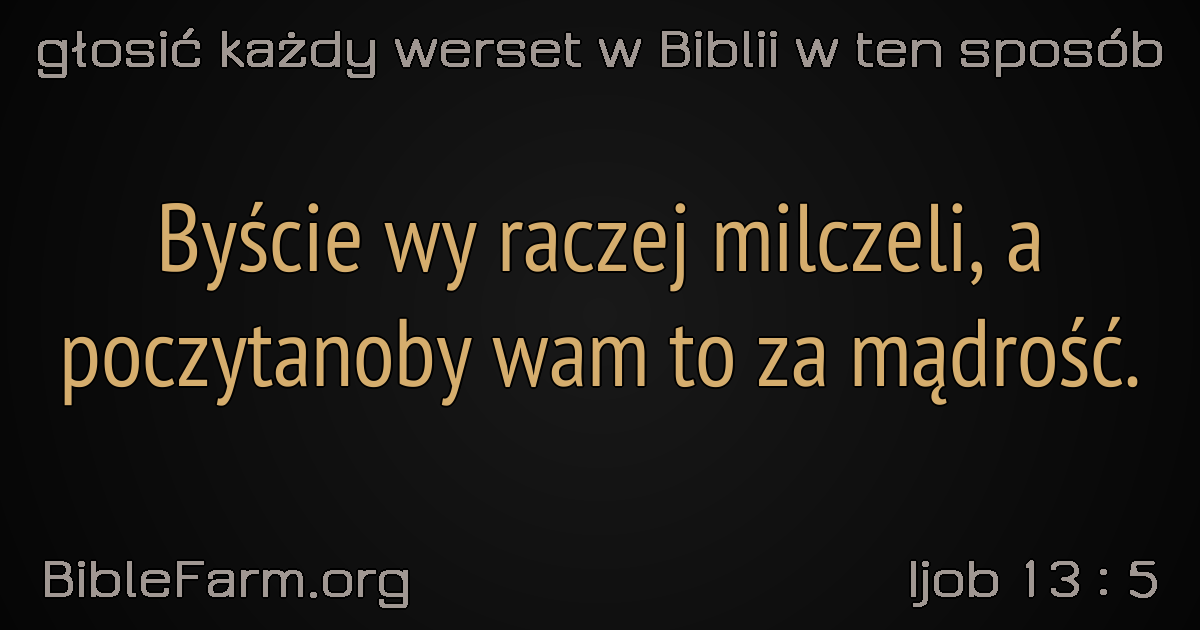 głosić każdy werset w Biblii w ten sposób
Byście wy raczej milczeli, a
poczytanoby wam to za mądrość.
BibleFarm.org
Ijob 13 : 5